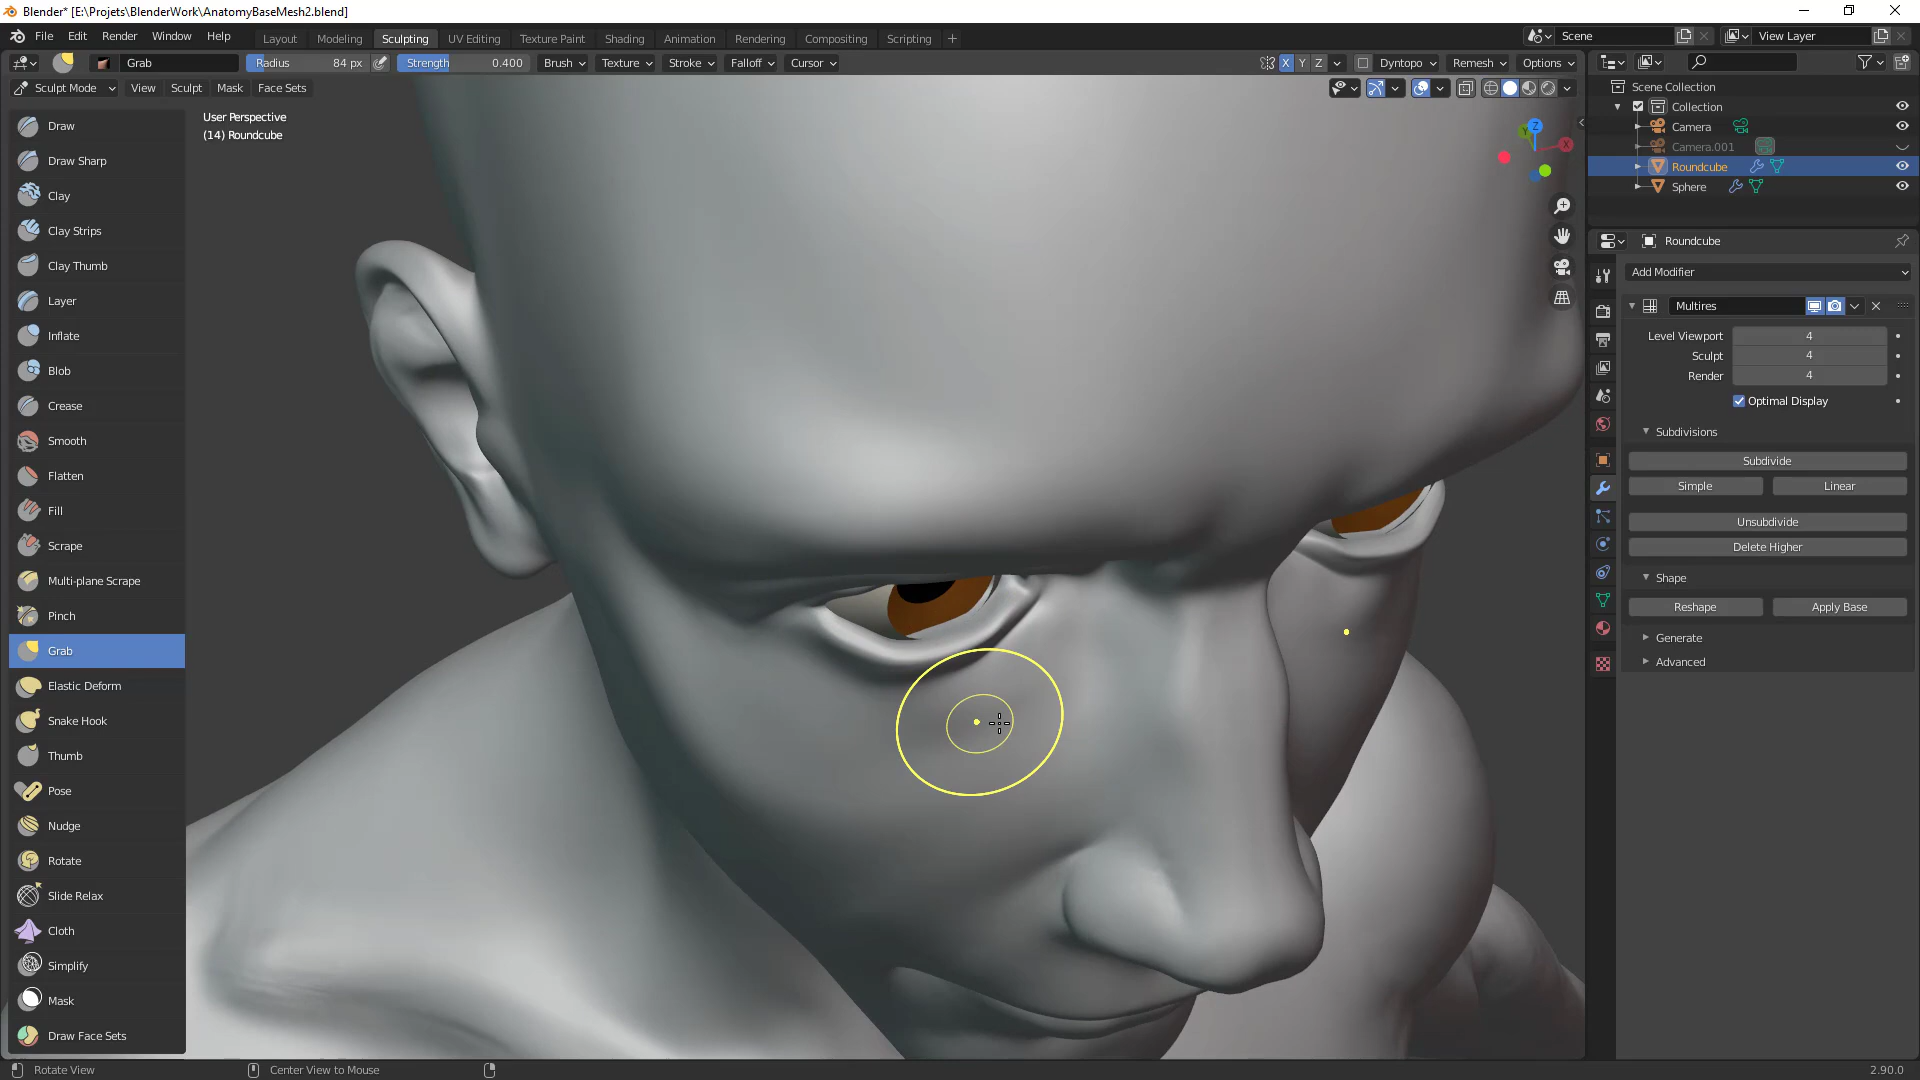 Blender* [E:\Projets\BlenderWork\AnatomyBaseMesh2.blend]
File Edit Render Window Help Layout Modeling Sculpting UV Editing Texture Paint Shading Animation Rendering Compositing Scripting + Scene View Layer
Grab Radius 84 px Strength 0.400 Brush Texture Stroke Falloff Cursor X Y Z Dyntopo Remesh Options
Sculpt Mode View Sculpt Mask Face Sets
User Perspective
(14) Roundcube
Z
Y
X
Draw
Draw Sharp
Clay
Clay Strips
Clay Thumb
Layer
Inflate
Blob
Crease
Smooth
Flatten
Fill
Scrape
Multi-plane Scrape
Pinch
Grab
Elastic Deform
Snake Hook
Thumb
Pose
Nudge
Rotate
Slide Relax
Cloth
Simplify
Mask
Draw Face Sets
Scene Collection
Collection
Camera
Camera.001
Roundcube
Sphere
Roundcube
Add Modifier
Multires
Level Viewport 4
Sculpt 4
Render 4
Optimal Display
Subdivisions
Subdivide
Simple Linear
Unsubdivide
Delete Higher
Shape
Reshape Apply Base
Generate
Advanced
Rotate View Center View to Mouse 2.90.0